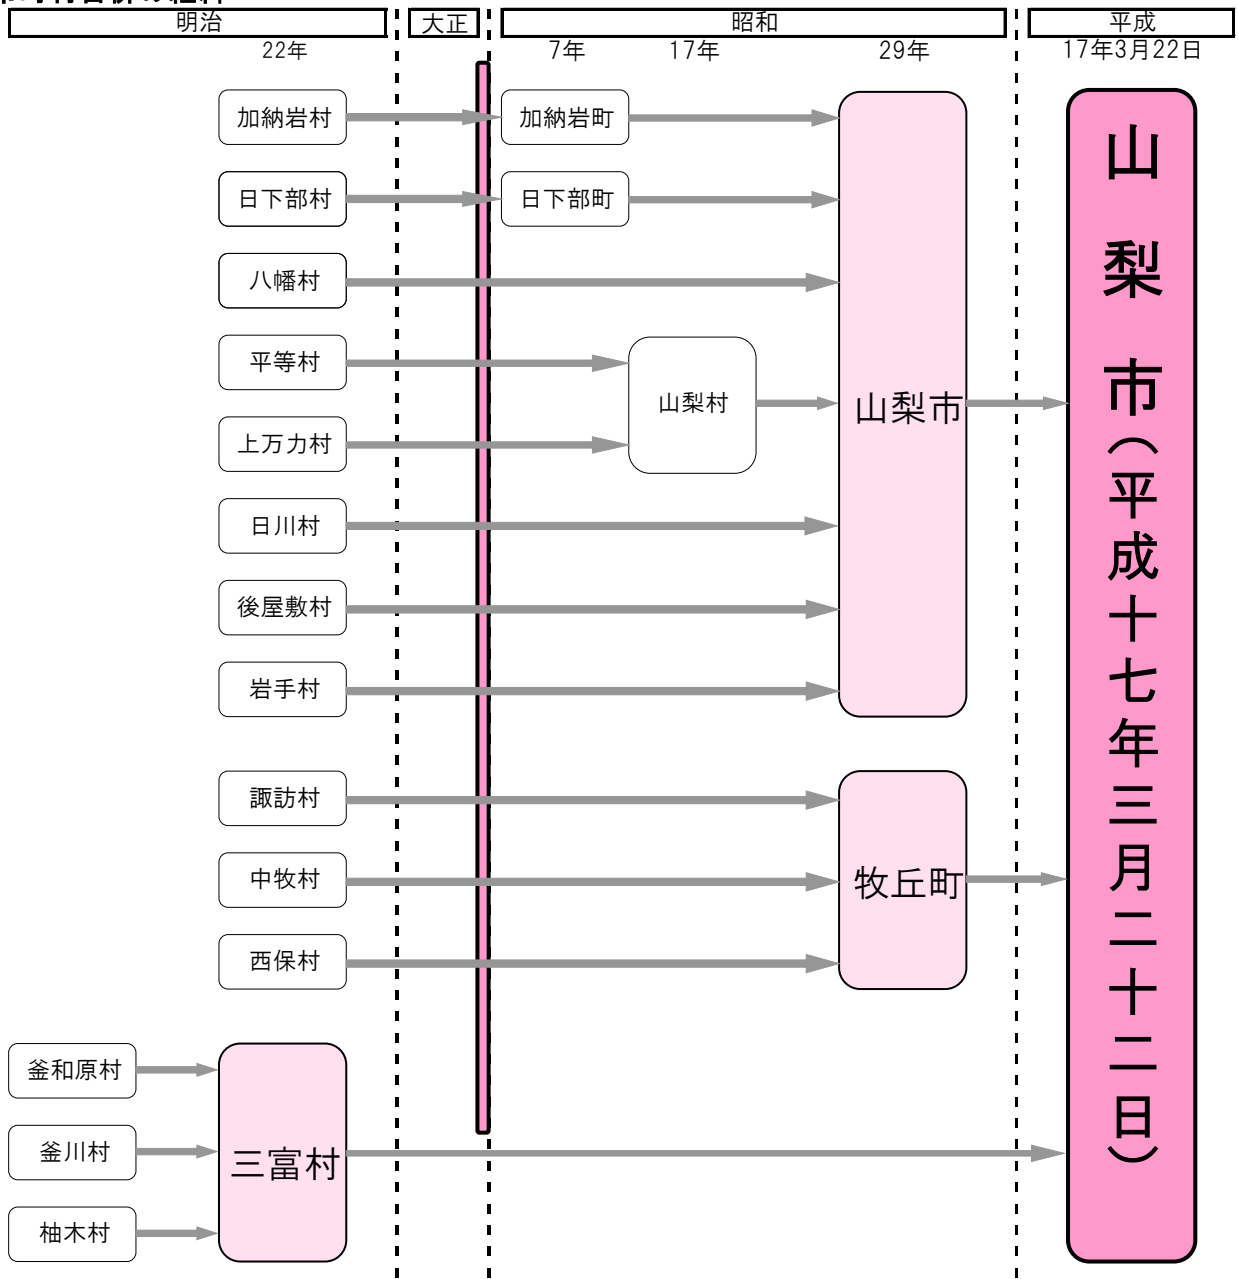 明治
大正
昭和
平成
22年
7年
17年
29年
17年3月22日
加納岩村
加納岩町
日下部村
日下部町
八幡村
平等村
上万力村
山梨村
日川村
後屋敷村
岩手村
山梨市
諏訪村
中牧村
西保村
牧丘町
釜和原村
釜川村
柚木村
三富村
山梨市(平成十七年三月二十二日)